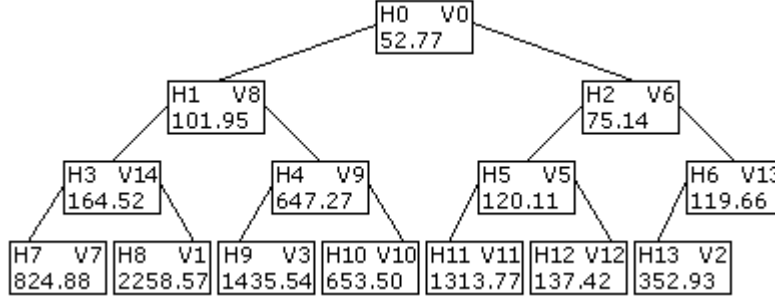 H0 V0
52.77
H1 V8
101.95
H2 V6
75.14
H3 V14
164.52
H4 V9
647.27
H5 V5
120.11
H6 V13
119.66
H7 V7
824.88
H8 V1
2258.57
H9 V3
1435.54
H10 V10
653.50
H11 V11
1313.77
H12 V12
137.42
H13 V2
352.93